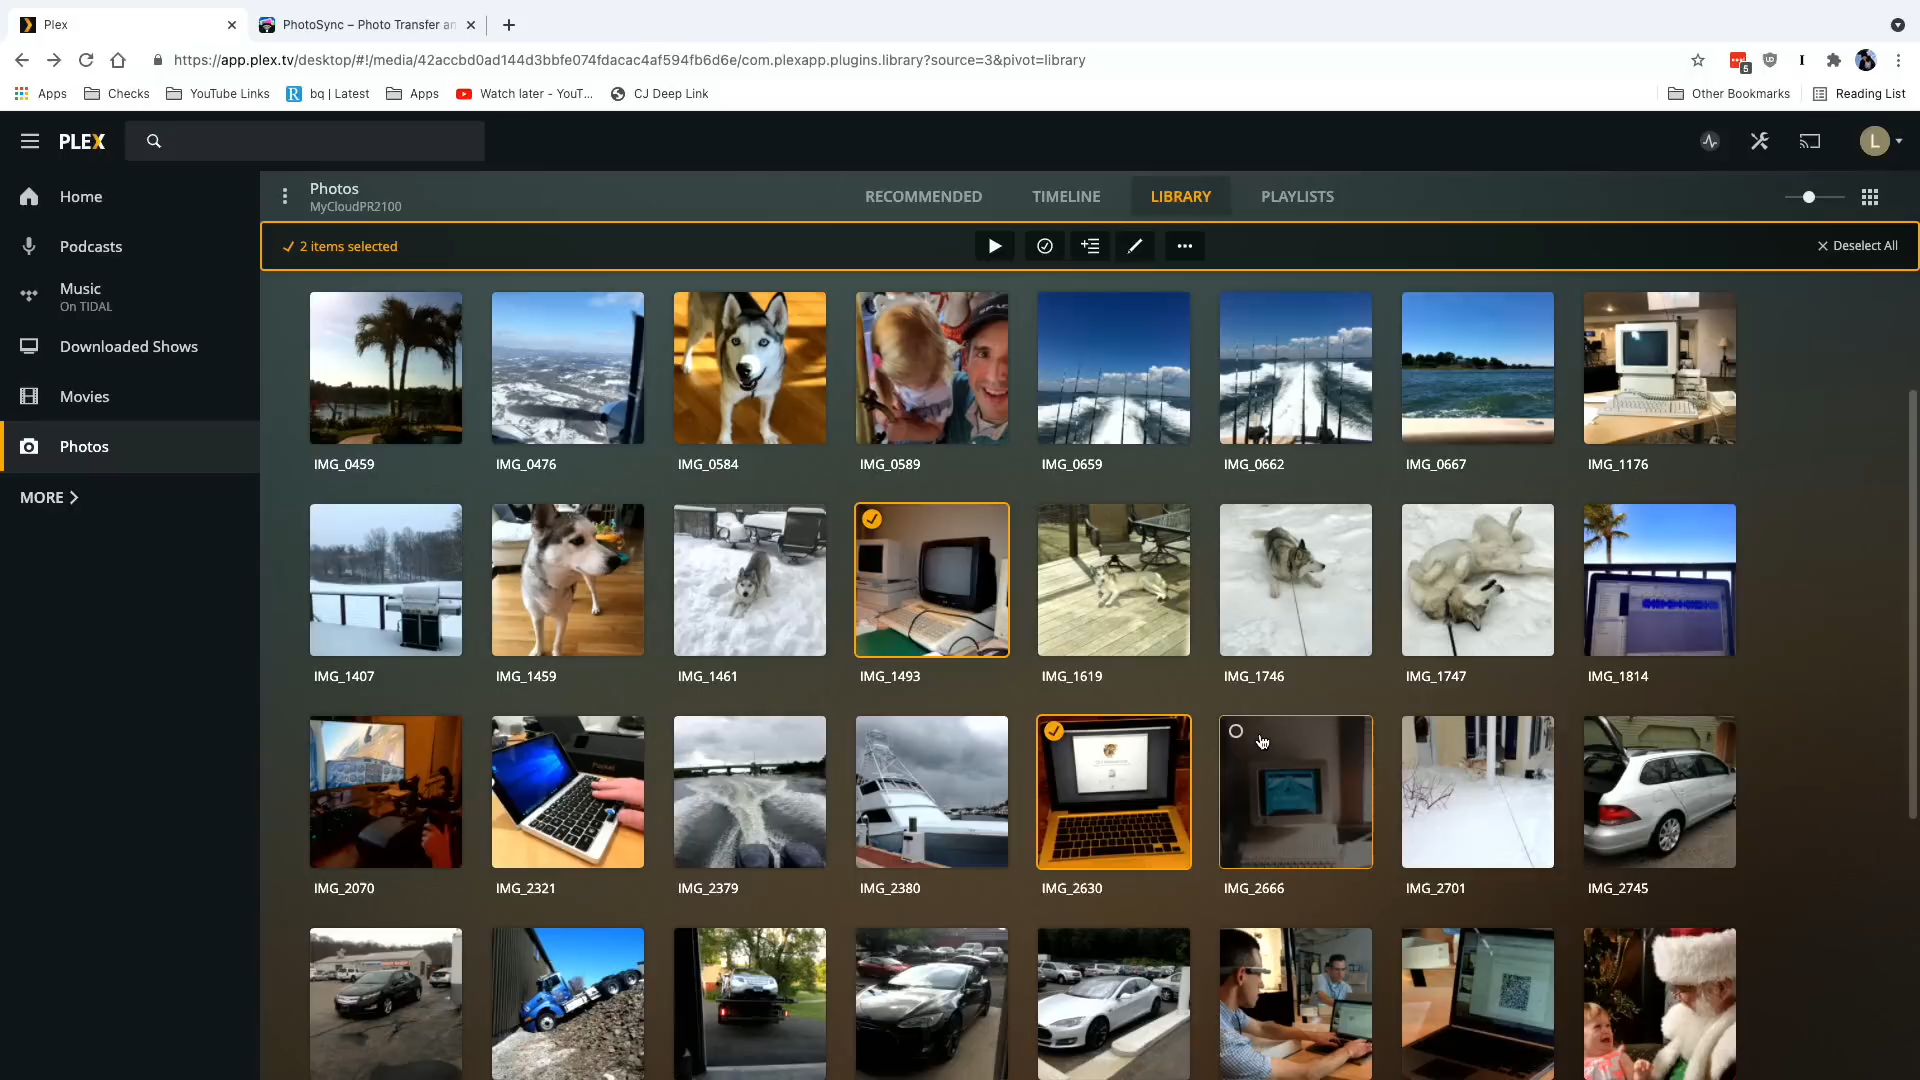 Plex
PhotoSync – Photo Transfer an
https://app.plex.tv/desktop/#!/media/42accbd0ad144d3bbfe074fdacac4af594fb6d6e/com.plexapp.plugins.library?source=3&pivot=library
5
Apps
Checks
YouTube Links
bq | Latest
Apps
Watch later - YouT...
CJ Deep Link
Other Bookmarks
Reading List
PLEX
L
Home
Podcasts
Music
On TIDAL
Downloaded Shows
Movies
Photos
MORE
Photos
MyCloudPR2100
RECOMMENDED
TIMELINE
LIBRARY
PLAYLISTS
2 items selected
Deselect All
IMG_0459
IMG_0476
IMG_0584
IMG_0589
IMG_0659
IMG_0662
IMG_0667
IMG_1176
IMG_1407
IMG_1459
IMG_1461
IMG_1493
IMG_1619
IMG_1746
IMG_1747
IMG_1814
IMG_2070
IMG_2321
IMG_2379
IMG_2380
IMG_2630
IMG_2666
IMG_2701
IMG_2745